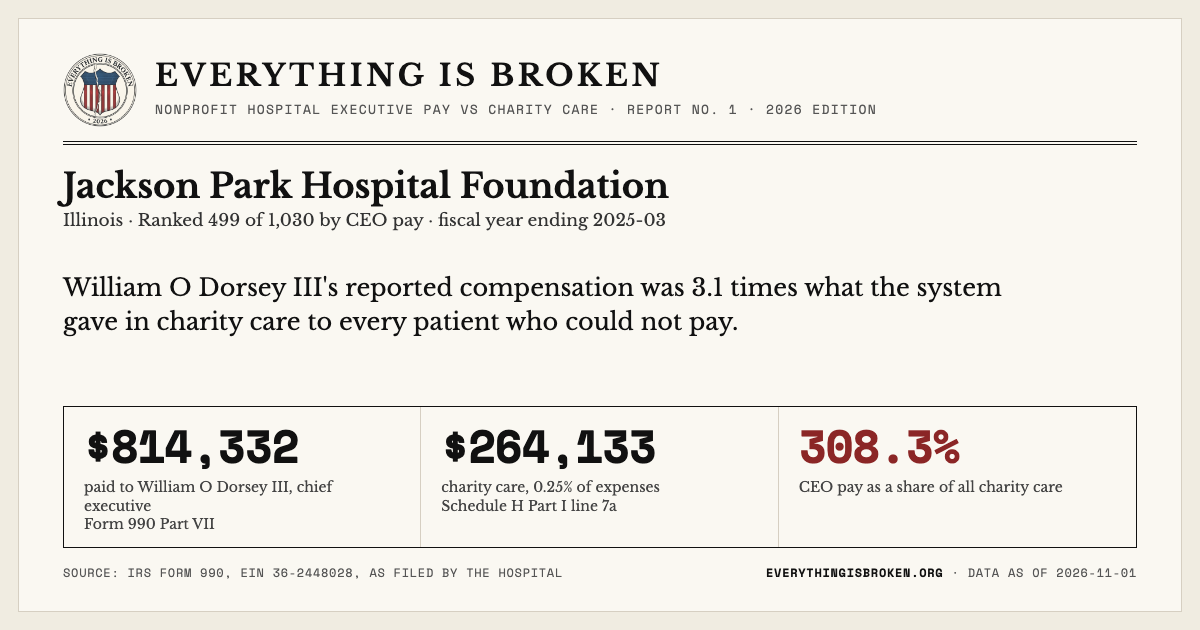 EVERYTHING IS BROKEN
2026
EVERYTHING IS BROKEN
NONPROFIT HOSPITAL EXECUTIVE PAY VS CHARITY CARE · REPORT NO. 1 · 2026 EDITION
Jackson Park Hospital Foundation
Illinois · Ranked 499 of 1,030 by CEO pay · fiscal year ending 2025-03
William O Dorsey III's reported compensation was 3.1 times what the system
gave in charity care to every patient who could not pay.
$814,332
paid to William O Dorsey III, chief
executive
Form 990 Part VII
$264,133
charity care, 0.25% of expenses
Schedule H Part I line 7a
308.3%
CEO pay as a share of all charity care
SOURCE: IRS FORM 990, EIN 36-2448028, AS FILED BY THE HOSPITAL
EVERYTHINGISBROKEN.ORG · DATA AS OF 2026-11-01